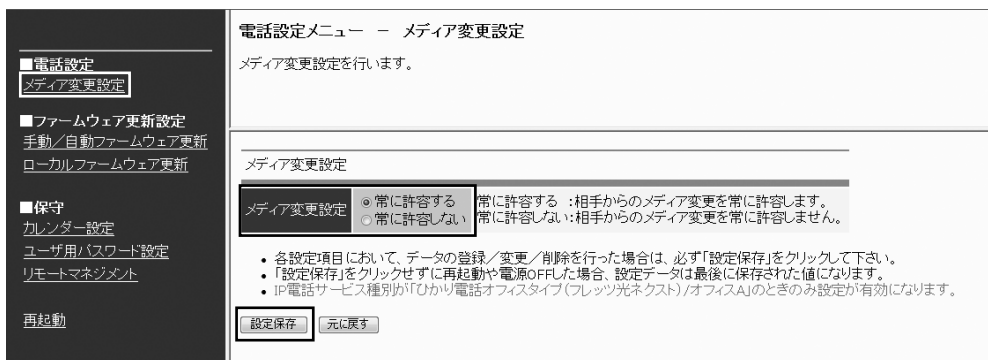 ■電話設定
メディア変更設定
■ファームウェア更新設定
手動／自動ファームウェア更新
ローカルファームウェア更新
■保守
カレンダー設定
ユーザ用パスワード設定
リモートマネジメント
再起動
電話設定メニュー － メディア変更設定
メディア変更設定を行います。
メディア変更設定
メディア変更設定
常に許容する 常に許容する ：相手からのメディア変更を常に許容します。
常に許容しない 常に許容しない：相手からのメディア変更を常に許容しません。
• 各設定項目において、データの登録／変更／削除を行った場合は、必ず「設定保存」をクリックして下さい。
• 「設定保存」をクリックせずに再起動や電源OFFした場合、設定データは最後に保存された値になります。
• IP電話サービス種別が「ひかり電話オフィスタイプ（フレッツ光ネクスト）/オフィスA」のときのみ設定が有効になります。
設定保存 元に戻す